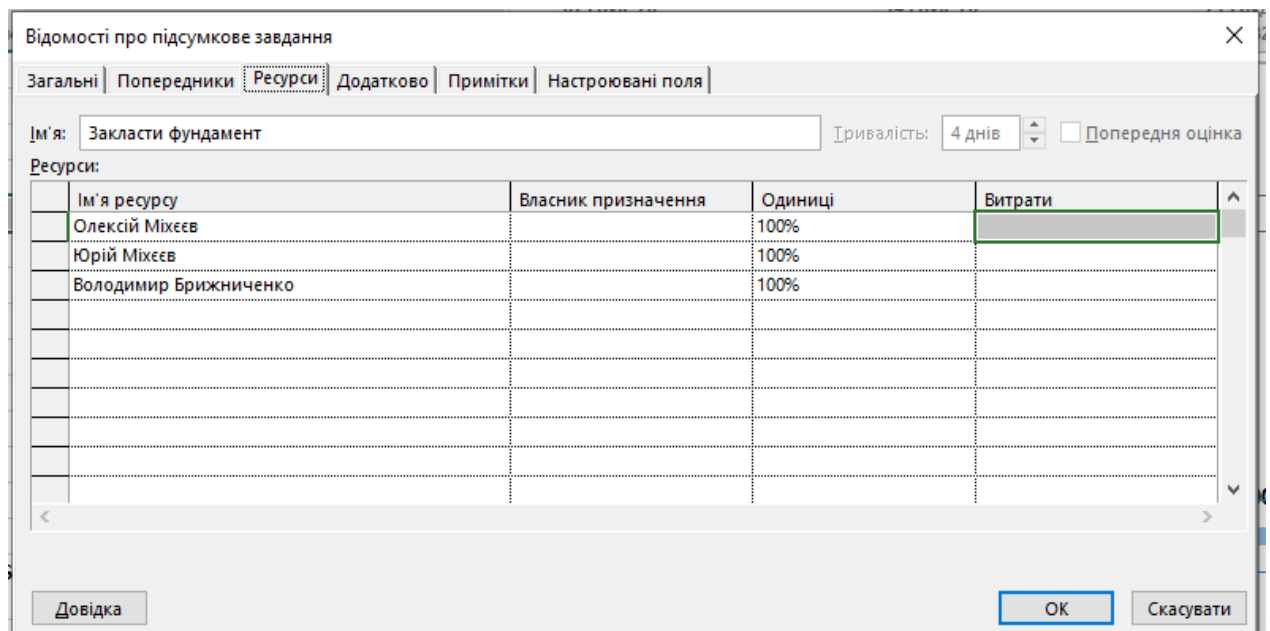 Відомості про підсумкове завдання
Загальні Попередники Ресурси Додатково Примітки Настроювані поля
Ім'я: Закласти фундамент Тривалість: 4 днів Попередня оцінка
Ресурси:
Ім'я ресурсу Власник призначення Одиниці Витрати
Олексій Міхєєв 100%
Юрій Міхєєв 100%
Володимир Брижниченко 100%
Довідка ОК Скасувати